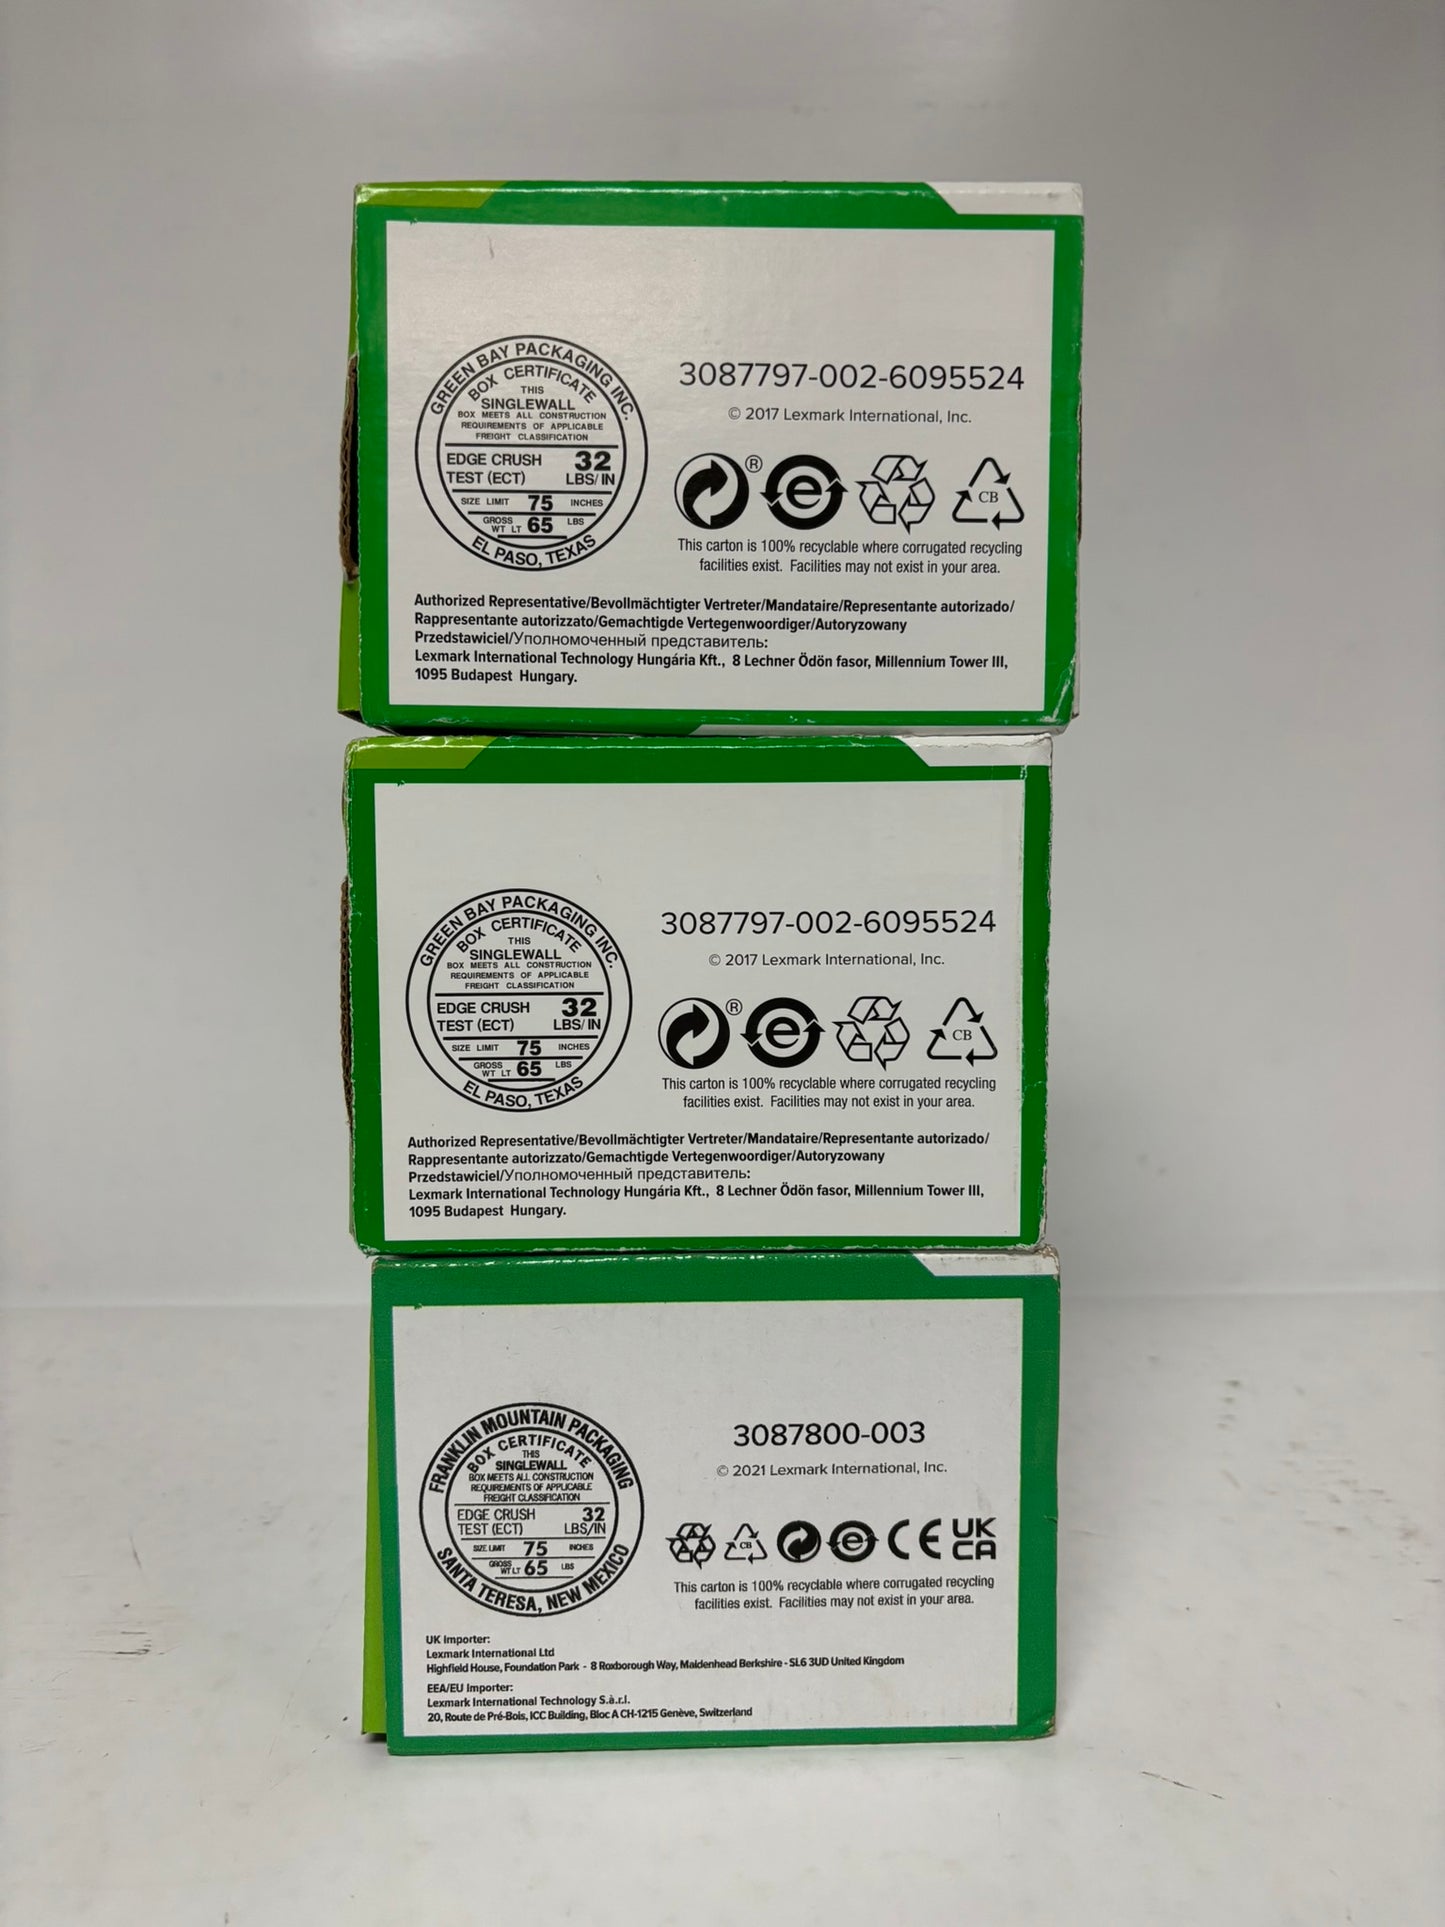 GREEN BAY PACKAGING INC.
BOX CERTIFICATE
THIS
SINGLEWALL
BOX MEETS ALL CONSTRUCTION
REQUIREMENTS OF APPLICABLE
FREIGHT CLASSIFICATION
EDGE CRUSH 32
TEST (ECT) LBS/IN
SIZE LIMIT 75 INCHES
GROSS WT LT 65 LBS
EL PASO, TEXAS
3087797-002-6095524
© 2017 Lexmark International, Inc.
®
e
CB
This carton is 100% recyclable where corrugated recycling
facilities exist. Facilities may not exist in your area.
Authorized Representative/Bevollmächtigter Vertreter/Mandataire/Representante autorizado/
Rappresentante autorizzato/Gemachtigde Vertegenwoordiger/Autoryzowany
Przedstawiciel/Уполномоченный представитель:
Lexmark International Technology Hungária Kft., 8 Lechner Ödön fasor, Millennium Tower III,
1095 Budapest Hungary.
GREEN BAY PACKAGING INC.
BOX CERTIFICATE
THIS
SINGLEWALL
BOX MEETS ALL CONSTRUCTION
REQUIREMENTS OF APPLICABLE
FREIGHT CLASSIFICATION
EDGE CRUSH 32
TEST (ECT) LBS/IN
SIZE LIMIT 75 INCHES
GROSS WT LT 65 LBS
EL PASO, TEXAS
3087797-002-6095524
© 2017 Lexmark International, Inc.
®
e
CB
This carton is 100% recyclable where corrugated recycling
facilities exist. Facilities may not exist in your area.
Authorized Representative/Bevollmächtigter Vertreter/Mandataire/Representante autorizado/
Rappresentante autorizzato/Gemachtigde Vertegenwoordiger/Autoryzowany
Przedstawiciel/Уполномоченный представитель:
Lexmark International Technology Hungária Kft., 8 Lechner Ödön fasor, Millennium Tower III,
1095 Budapest Hungary.
FRANKLIN MOUNTAIN PACKAGING
BOX CERTIFICATE
THIS
SINGLEWALL
BOX MEETS ALL CONSTRUCTION
REQUIREMENTS OF APPLICABLE
FREIGHT CLASSIFICATION
EDGE CRUSH 32
TEST (ECT) LBS/IN
SIZE LIMIT 75 INCHES
GROSS WT LT 65 LBS
SANTA TERESA, NEW MEXICO
3087800-003
© 2021 Lexmark International, Inc.
CB
e
CE
UK
CA
This carton is 100% recyclable where corrugated recycling
facilities exist. Facilities may not exist in your area.
UK Importer:
Lexmark International Ltd
Highfield House, Foundation Park - 8 Roxborough Way, Maidenhead Berkshire - SL6 3UD United Kingdom
EEA/EU Importer:
Lexmark International Technology S.à.r.l.
20, Route de Pré-Bois, ICC Building, Bloc A CH-1215 Genève, Switzerland